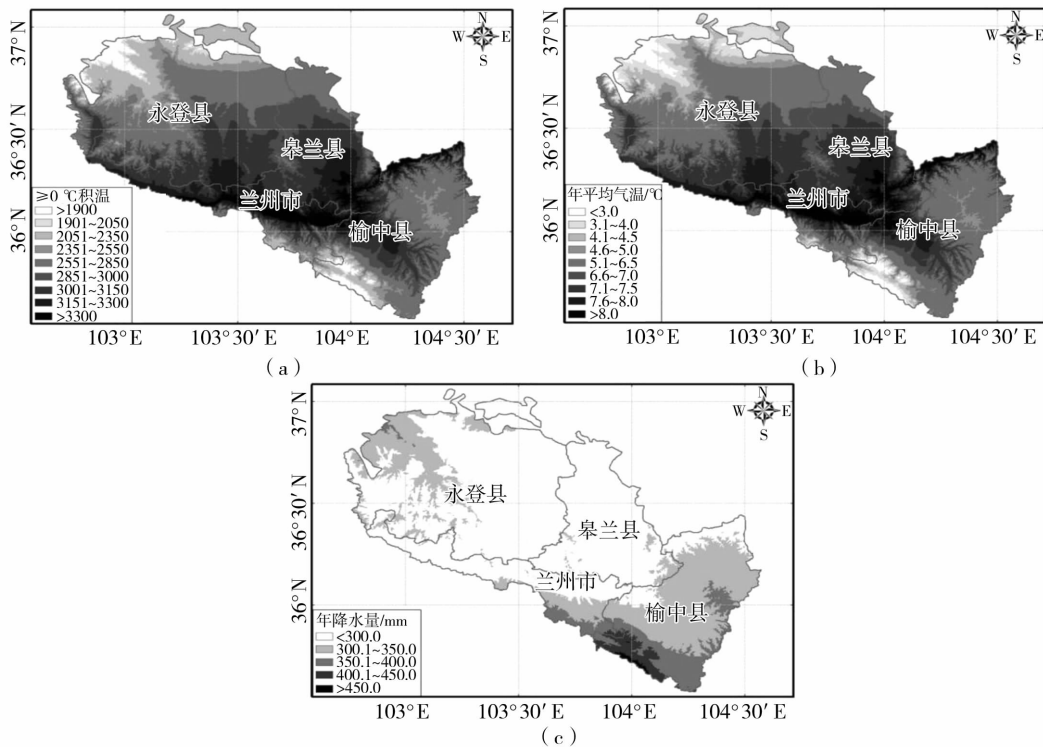 N
W E
S
37° N
36°30′ N
36° N
永登县
皋兰县
兰州市
榆中县
≥0 ℃积温
>1900
1901~2050
2051~2350
2351~2550
2551~2850
2851~3000
3001~3150
3151~3300
>3300
103° E 103°30′ E 104° E 104°30′ E
(a)
N
W E
S
37° N
36°30′ N
36° N
永登县
皋兰县
兰州市
榆中县
年平均气温/℃
<3.0
3.1~4.0
4.1~4.5
4.6~5.0
5.1~6.5
6.6~7.0
7.1~7.5
7.6~8.0
>8.0
103° E 103°30′ E 104° E 104°30′ E
(b)
N
W E
S
37° N
36°30′ N
36° N
永登县
皋兰县
兰州市
榆中县
年降水量/mm
<300.0
300.1~350.0
350.1~400.0
400.1~450.0
>450.0
103° E 103°30′ E 104° E 104°30′ E
(c)